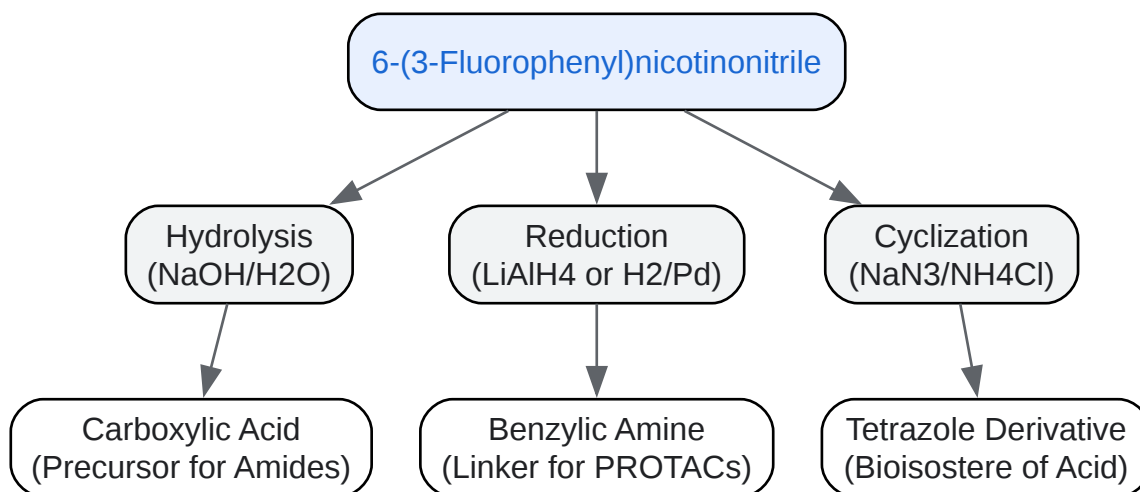 6-(3-Fluorophenyl)nicotinonitrile
Hydrolysis
(NaOH/H2O)
Reduction
(LiAlH4 or H2/Pd)
Cyclization
(NaN3/NH4Cl)
Carboxylic Acid
(Precursor for Amides)
Benzylic Amine
(Linker for PROTACs)
Tetrazole Derivative
(Bioisostere of Acid)